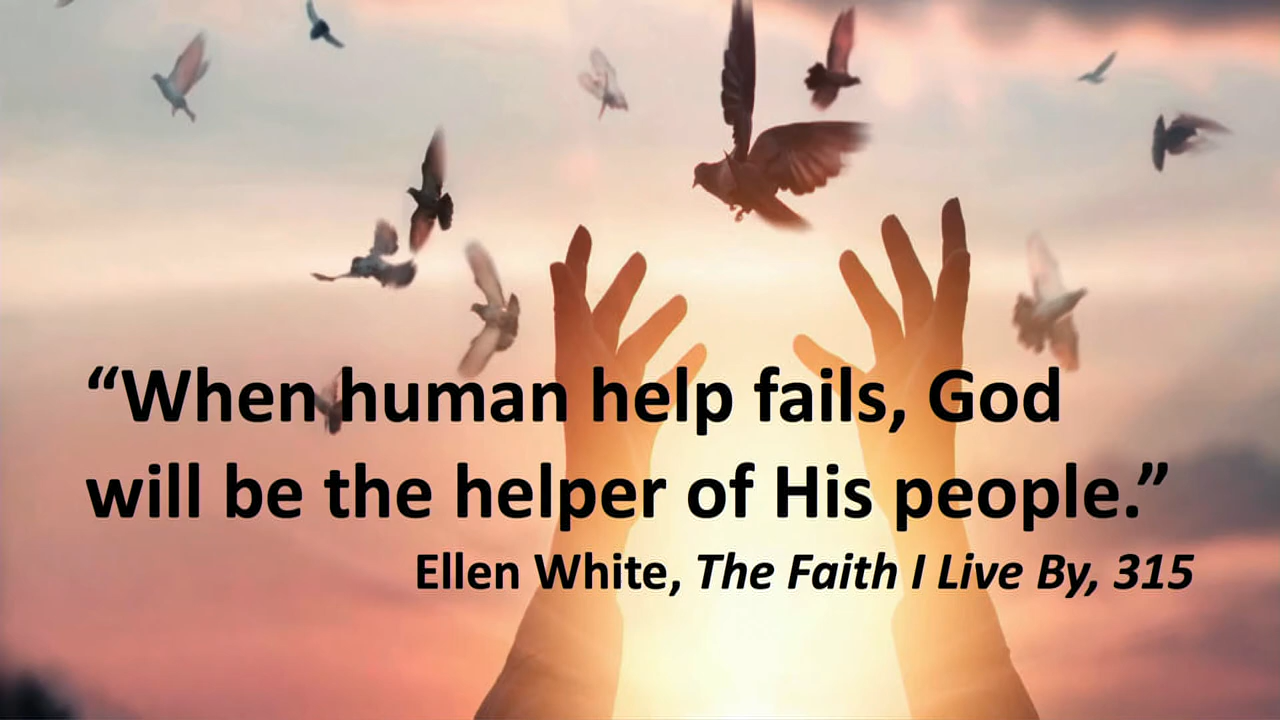 “When human help fails, God
will be the helper of His people.”
Ellen White, The Faith I Live By, 315